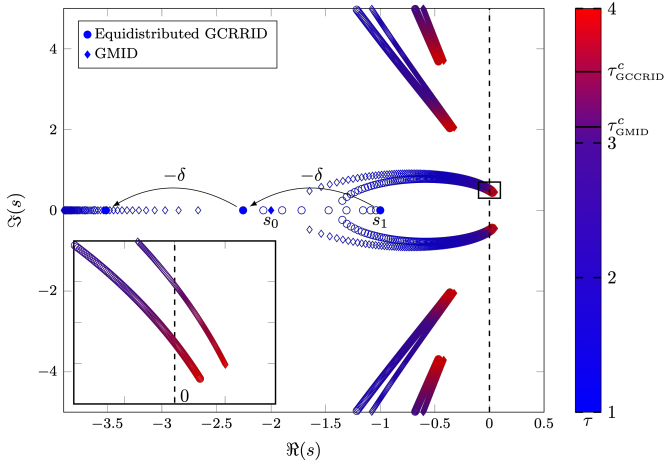 Equidistributed GCRRID
GMID
4
2
0
−2
−4
ℑ(s)
−δ
−δ
s₀
s₁
0
−3.5
−3
−2.5
−2
−1.5
−1
−0.5
0
0.5
ℜ(s)
4
τᶜGCCRID
τᶜGMID
3
2
1
τ